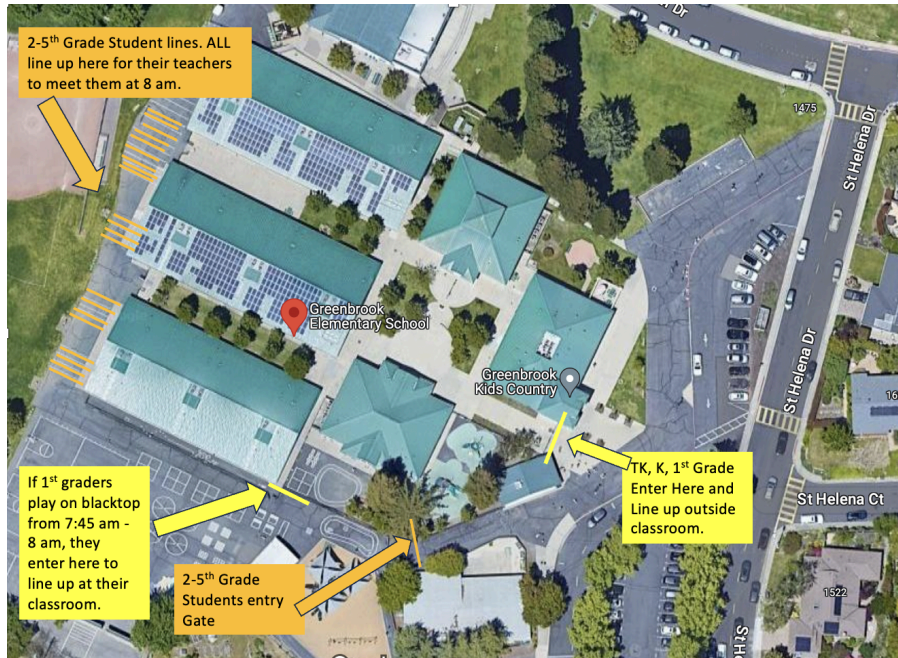 2-5th Grade Student lines. ALL
line up here for their teachers
to meet them at 8 am.
Dr
1475
St Helena Dr
Greenbrook
Elementary School
St Helena Dr
Greenbrook
Kids Country
16
If 1st graders
play on blacktop
from 7:45 am -
8 am, they
enter here to
line up at their
classroom.
TK, K, 1st Grade
Enter Here and
Line up outside
classroom.
St Helena Ct
2-5th Grade
Students entry
Gate
1522
St H